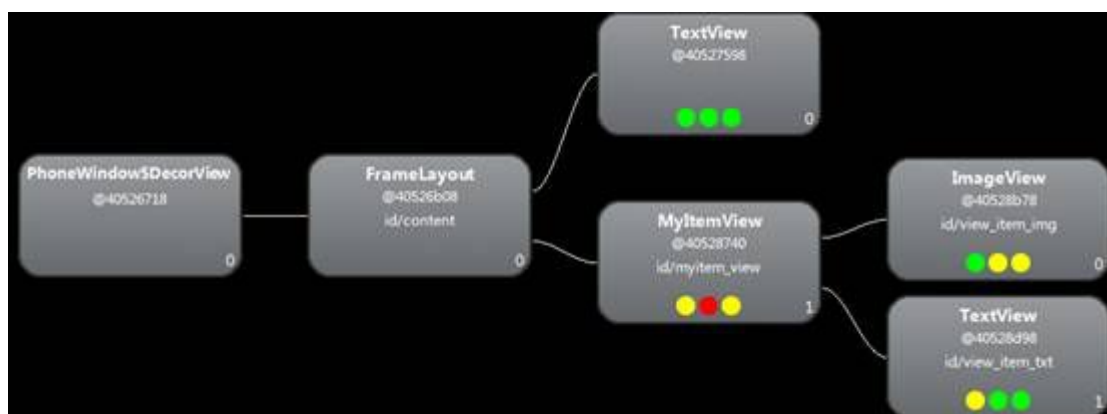 TextView
@40527598
0
PhoneWindow$DecorView
@40526718
0
FrameLayout
@40526b08
id/content
0
MyItemView
@40528740
id/myitem_view
1
ImageView
@40528b78
id/view_item_img
0
TextView
@40528d98
id/view_item_txt
1